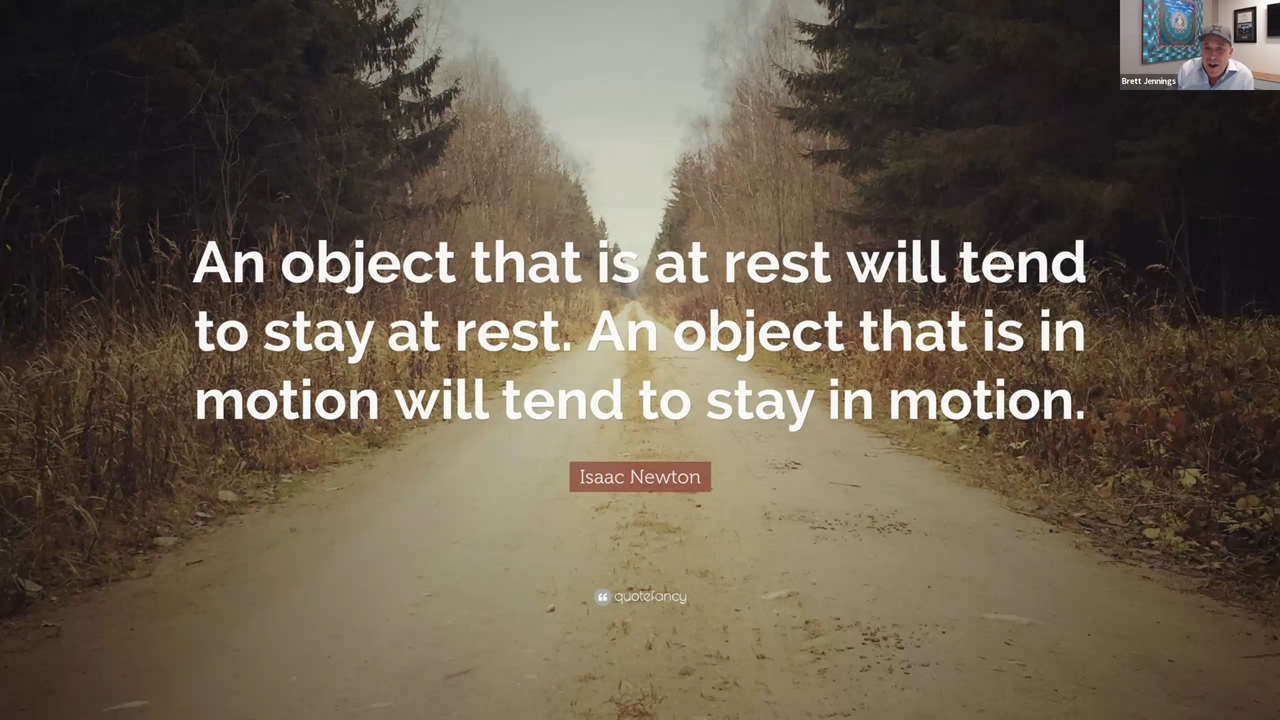 Brett Jennings
An object that is at rest will tend
to stay at rest. An object that is in
motion will tend to stay in motion.
Isaac Newton
quotefancy